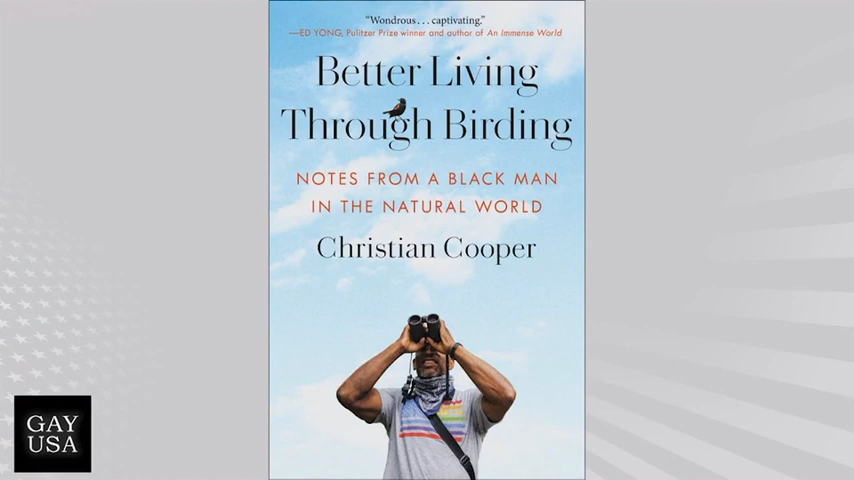 “Wondrous . . . captivating.”
—ED YONG, Pulitzer Prize winner and author of An Immense World
Better Living
Through Birding
NOTES FROM A BLACK MAN
IN THE NATURAL WORLD
Christian Cooper
GAY
USA